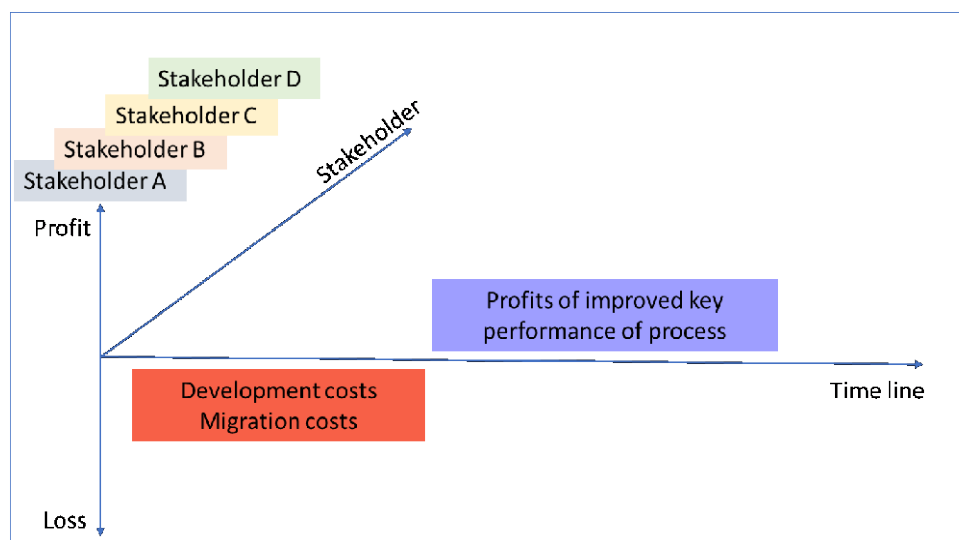 Stakeholder D
Stakeholder C
Stakeholder B
Stakeholder A
Stakeholder
Profit
Profits of improved key
performance of process
Development costs
Migration costs
Time line
Loss